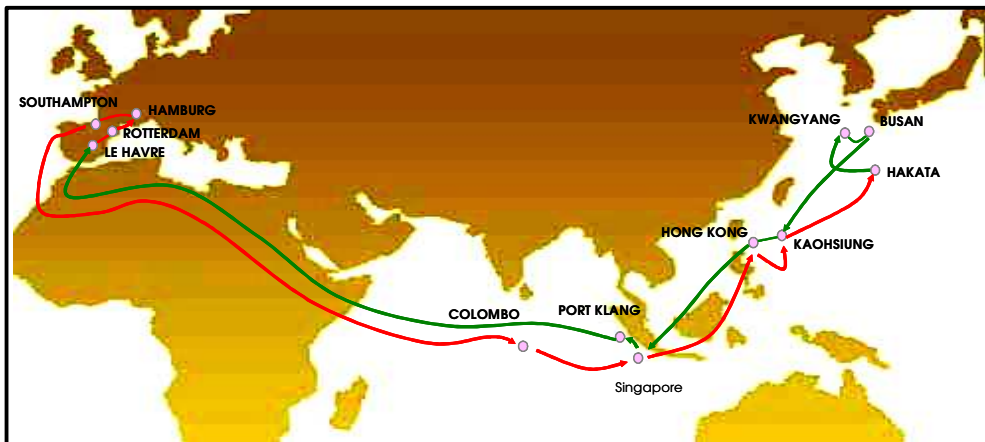 SOUTHAMPTON
HAMBURG
ROTTERDAM
LE HAVRE
KWANGYANG
BUSAN
HAKATA
HONG KONG
KAOHSIUNG
COLOMBO
PORT KLANG
Singapore